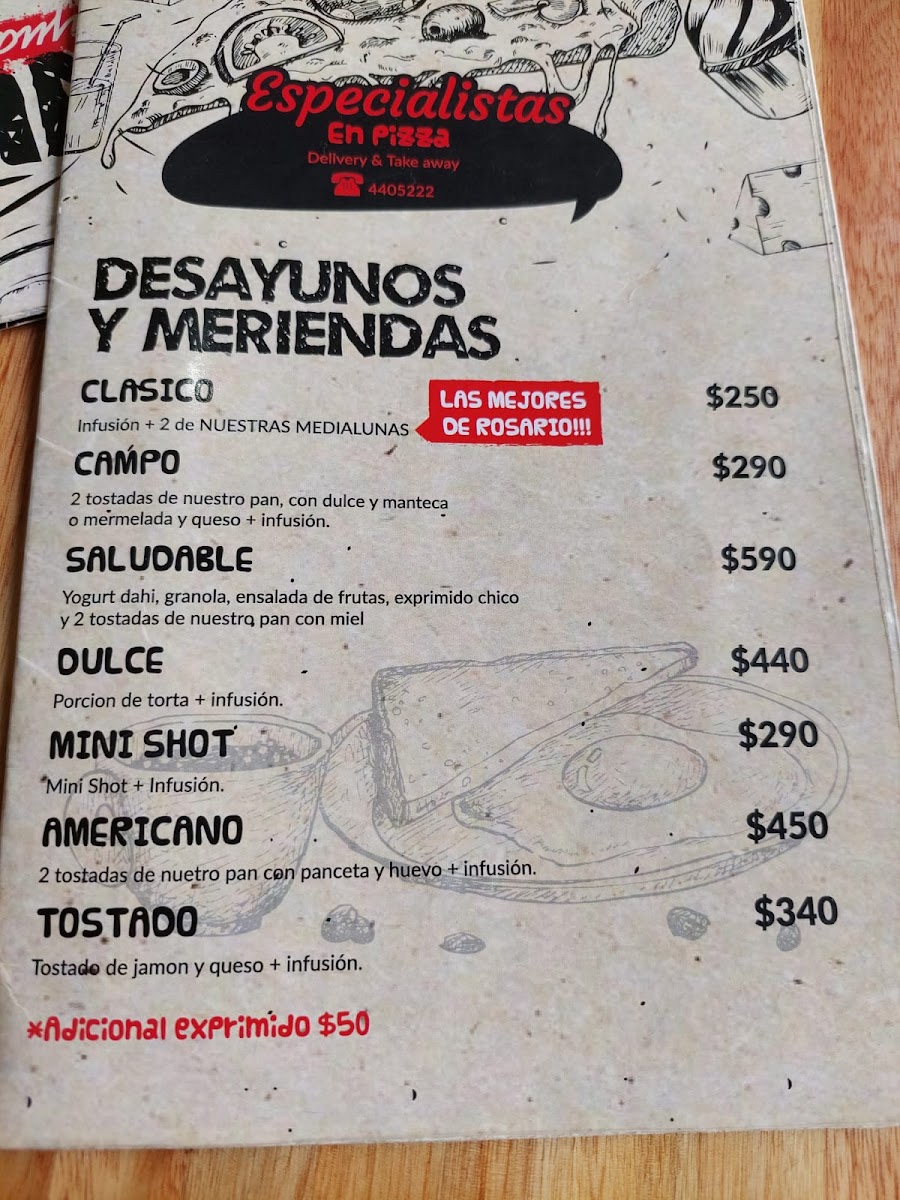 Especialistas
En Pizza
Delivery & Take away
4405222
DESAYUNOS
Y MERIENDAS
CLASICO $250
Infusión + 2 de NUESTRAS MEDIALUNAS
LAS MEJORES
DE ROSARIO!!!
CAMPO $290
2 tostadas de nuestro pan, con dulce y manteca
o mermelada y queso + infusión.
SALUDABLE $590
Yogurt dahi, granola, ensalada de frutas, exprimido chico
y 2 tostadas de nuestro pan con miel
DULCE $440
Porcion de torta + infusión.
MINI SHOT $290
Mini Shot + Infusión.
AMERICANO $450
2 tostadas de nuetro pan con panceta y huevo + infusión.
TOSTADO $340
Tostado de jamon y queso + infusión.
*Adicional exprimido $50